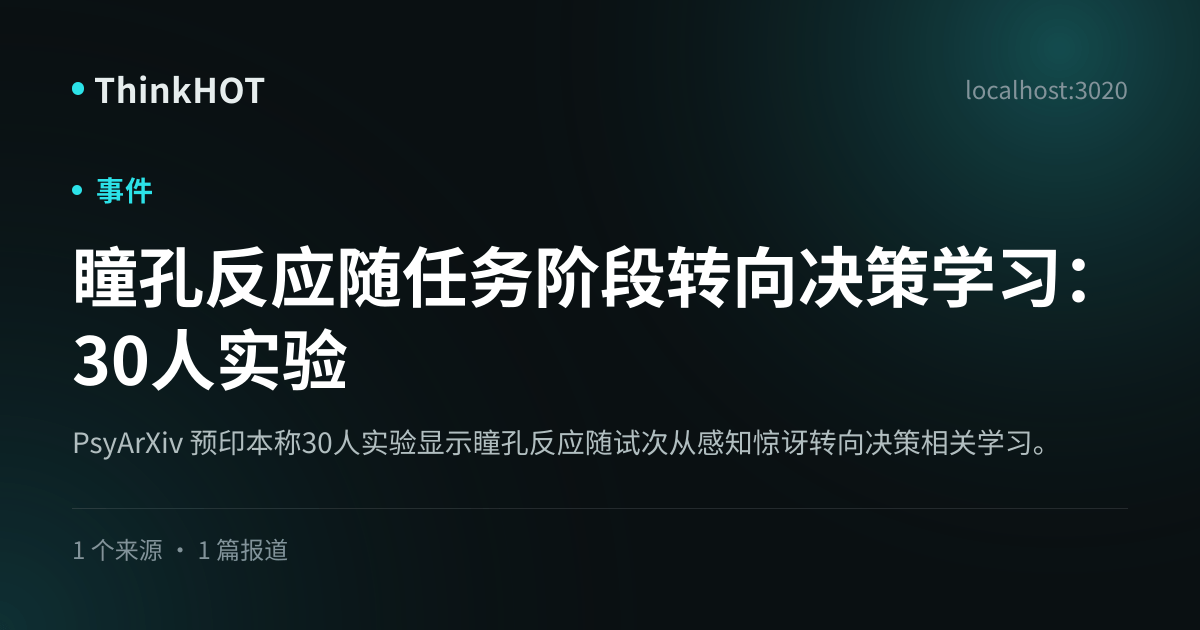 ThinkHOT
localhost:3020
事件
瞳孔反应随任务阶段转向决策学习：
30人实验
PsyArXiv 预印本称30人实验显示瞳孔反应随试次从感知惊讶转向决策相关学习。
1 个来源 · 1 篇报道